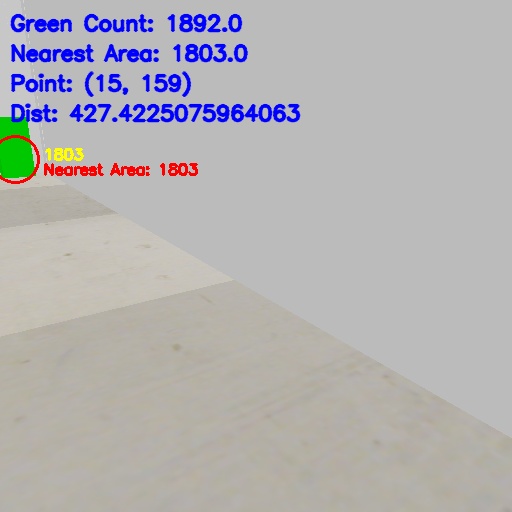 Green Count: 1892.0
Nearest Area: 1803.0
Point: (15, 159)
Dist: 427.4225075964063
1803
Nearest Area: 1803